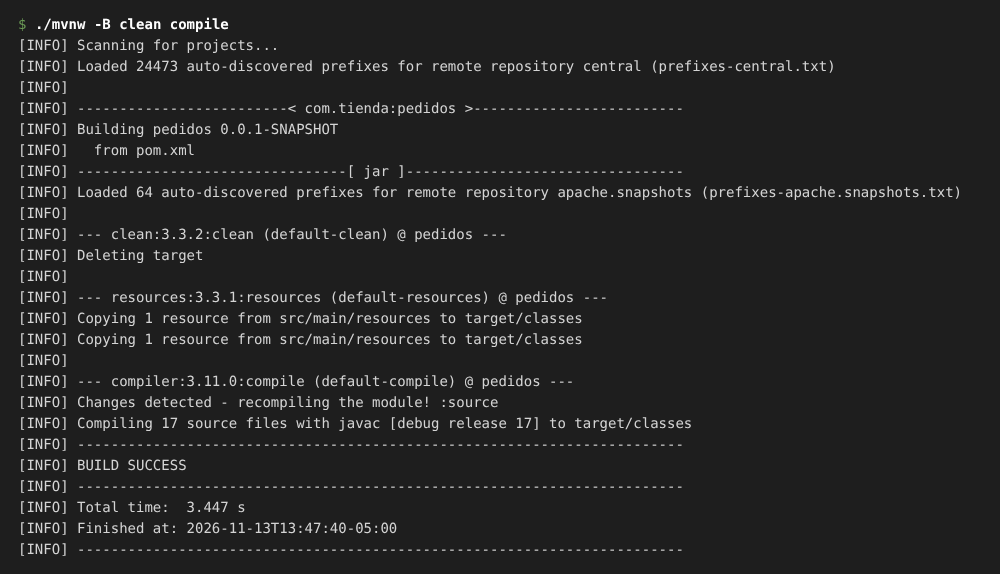 $ ./mvnw -B clean compile
[INFO] Scanning for projects...
[INFO] Loaded 24473 auto-discovered prefixes for remote repository central (prefixes-central.txt)
[INFO]
[INFO] -------------------------< com.tienda:pedidos >-------------------------
[INFO] Building pedidos 0.0.1-SNAPSHOT
[INFO]   from pom.xml
[INFO] --------------------------------[ jar ]---------------------------------
[INFO] Loaded 64 auto-discovered prefixes for remote repository apache.snapshots (prefixes-apache.snapshots.txt)
[INFO]
[INFO] --- clean:3.3.2:clean (default-clean) @ pedidos ---
[INFO] Deleting target
[INFO]
[INFO] --- resources:3.3.1:resources (default-resources) @ pedidos ---
[INFO] Copying 1 resource from src/main/resources to target/classes
[INFO] Copying 1 resource from src/main/resources to target/classes
[INFO]
[INFO] --- compiler:3.11.0:compile (default-compile) @ pedidos ---
[INFO] Changes detected - recompiling the module! :source
[INFO] Compiling 17 source files with javac [debug release 17] to target/classes
[INFO] ------------------------------------------------------------------------
[INFO] BUILD SUCCESS
[INFO] ------------------------------------------------------------------------
[INFO] Total time:  3.447 s
[INFO] Finished at: 2026-11-13T13:47:40-05:00
[INFO] ------------------------------------------------------------------------